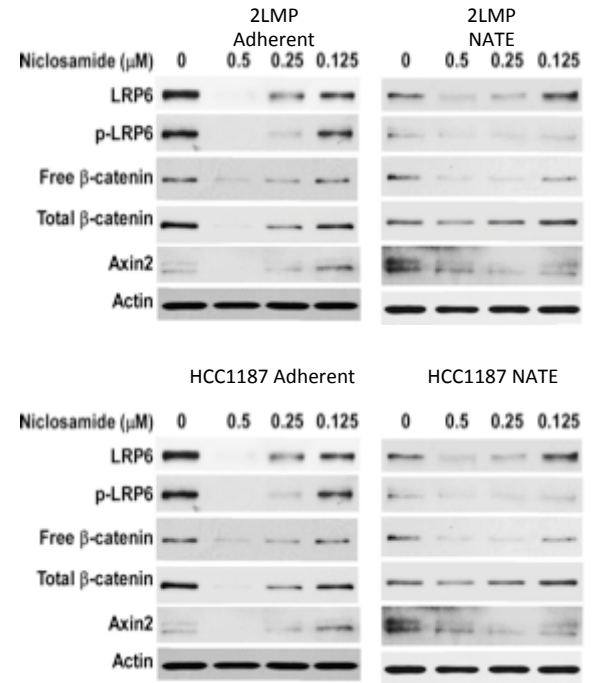 2LMP 2LMP
Adherent NATE
Niclosamide (μM) 0 0.5 0.25 0.125 0 0.5 0.25 0.125
LRP6
p-LRP6
Free β-catenin
Total β-catenin
Axin2
Actin
HCC1187 Adherent HCC1187 NATE
Niclosamide (μM) 0 0.5 0.25 0.125 0 0.5 0.25 0.125
LRP6
p-LRP6
Free β-catenin
Total β-catenin
Axin2
Actin